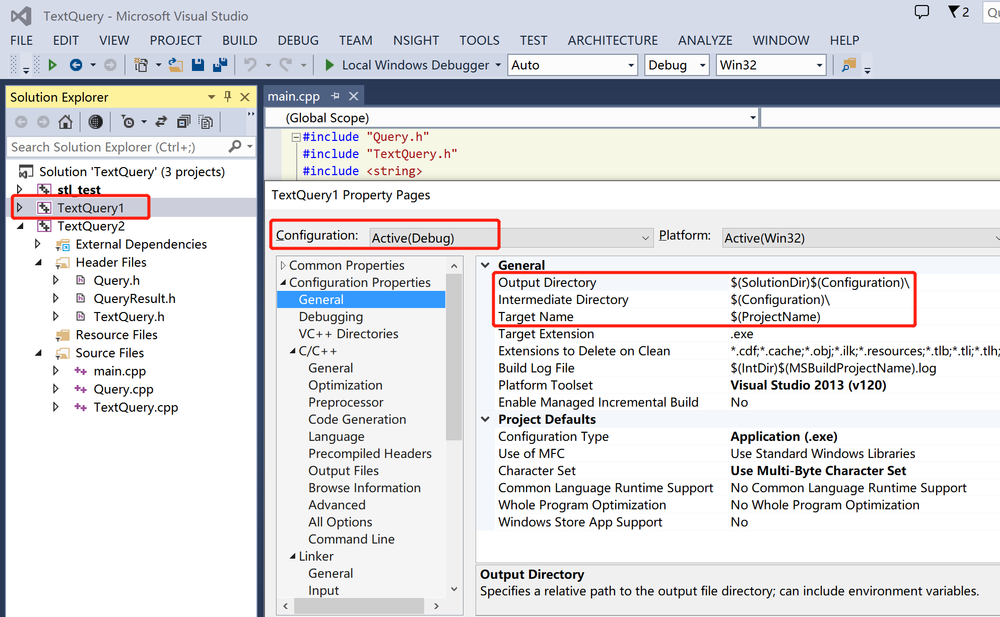 TextQuery - Microsoft Visual Studio
2
FILE EDIT VIEW PROJECT BUILD DEBUG TEAM NSIGHT TOOLS TEST ARCHITECTURE ANALYZE WINDOW HELP
Local Windows Debugger Auto Debug Win32
Solution Explorer
Search Solution Explorer (Ctrl+;)
Solution 'TextQuery' (3 projects)
stl_test
TextQuery1
TextQuery2
External Dependencies
Header Files
Query.h
QueryResult.h
TextQuery.h
Resource Files
Source Files
main.cpp
Query.cpp
TextQuery.cpp
main.cpp
(Global Scope)
#include "Query.h"
#include "TextQuery.h"
#include <string>
TextQuery1 Property Pages
Configuration: Active(Debug) Platform: Active(Win32)
Common Properties
Configuration Properties
General
Debugging
VC++ Directories
C/C++
General
Optimization
Preprocessor
Code Generation
Language
Precompiled Headers
Output Files
Browse Information
Advanced
All Options
Command Line
Linker
General
Input
General
Output Directory $(SolutionDir)$(Configuration)\
Intermediate Directory $(Configuration)\
Target Name $(ProjectName)
Target Extension .exe
Extensions to Delete on Clean *.cdf;*.cache;*.obj;*.ilk;*.resources;*.tlb;*.tli;*.tlh;
Build Log File $(IntDir)$(MSBuildProjectName).log
Platform Toolset Visual Studio 2013 (v120)
Enable Managed Incremental Build No
Project Defaults
Configuration Type Application (.exe)
Use of MFC Use Standard Windows Libraries
Character Set Use Multi-Byte Character Set
Common Language Runtime Support No Common Language Runtime Support
Whole Program Optimization No Whole Program Optimization
Windows Store App Support No
Output Directory
Specifies a relative path to the output file directory; can include environment variables.